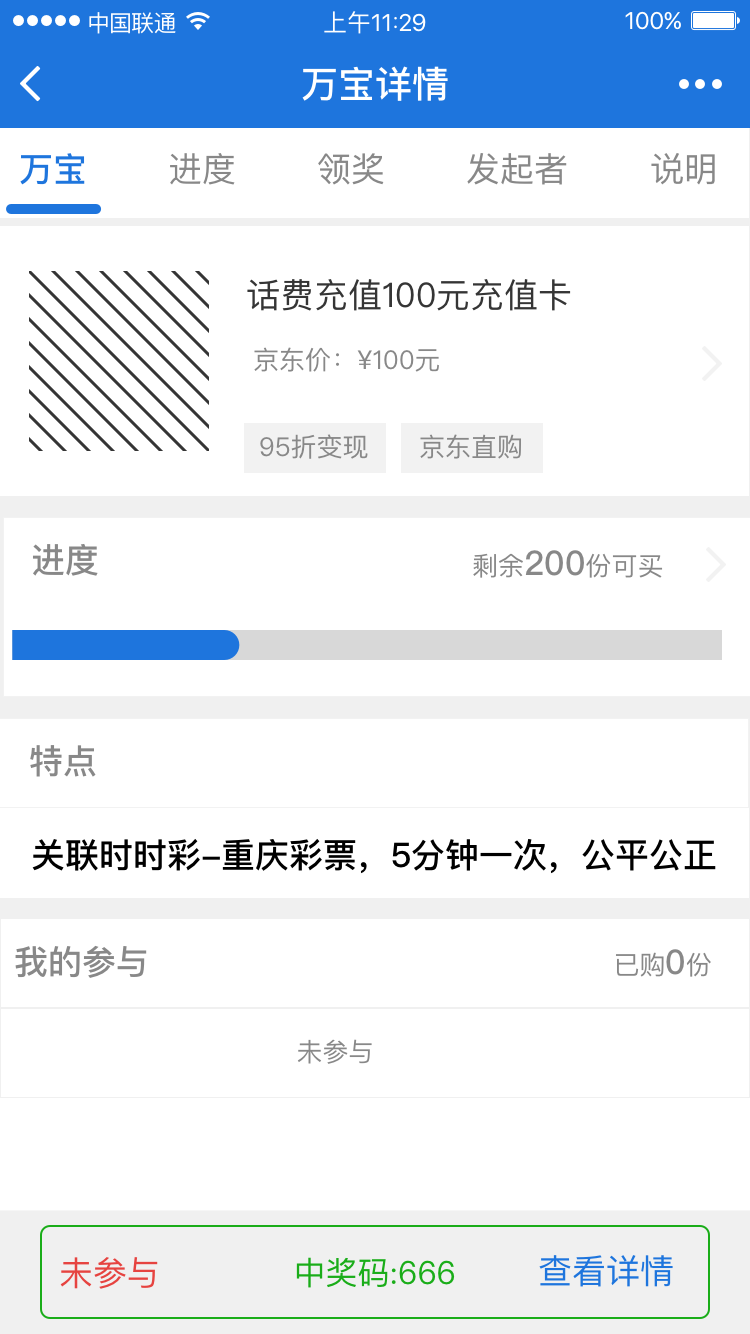 中国联通 上午11:29 100%
万宝详情
万宝 进度 领奖 发起者 说明
话费充值100元充值卡
京东价：¥100元
95折变现 京东直购
进度 剩余200份可买
特点
关联时时彩–重庆彩票，5分钟一次，公平公正
我的参与 已购0份
未参与
未参与 中奖码:666 查看详情